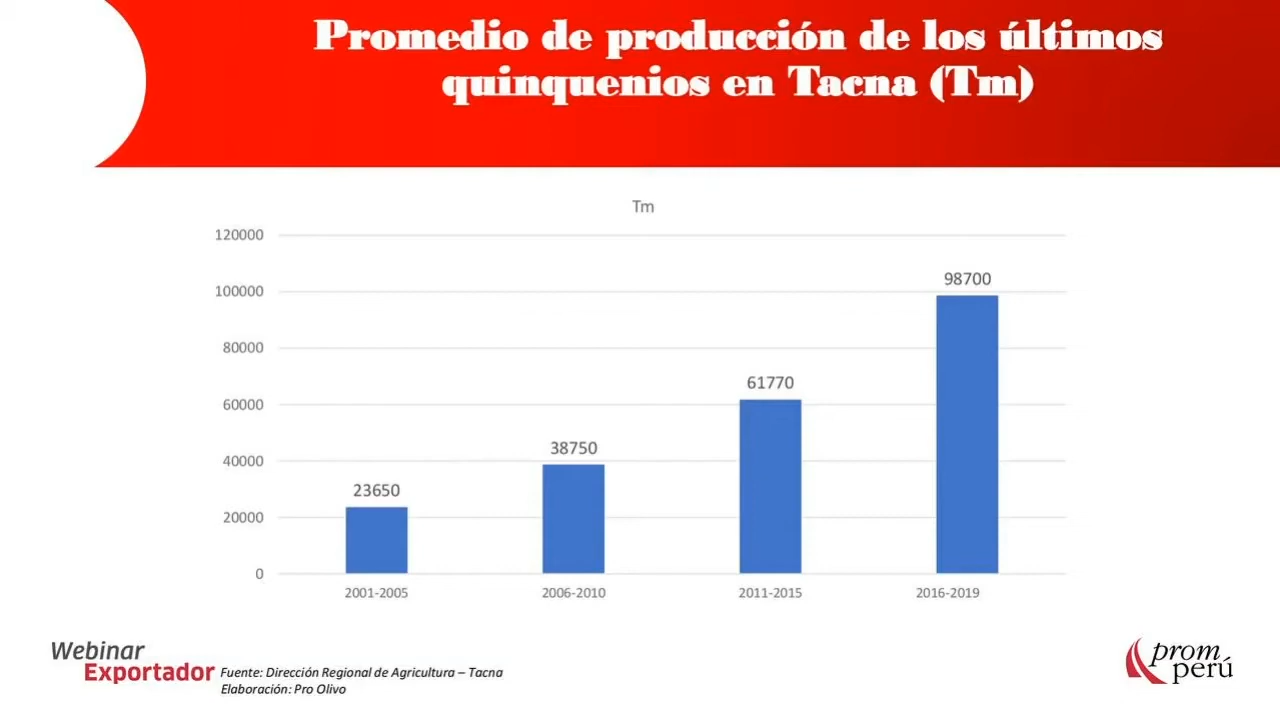 Promedio de producción de los últimos
quinquenios en Tacna (Tm)
Tm
120000
100000
80000
60000
40000
20000
0
23650
38750
61770
98700
2001-2005
2006-2010
2011-2015
2016-2019
Webinar
Exportador
Fuente: Dirección Regional de Agricultura – Tacna
Elaboración: Pro Olivo
prom
perú